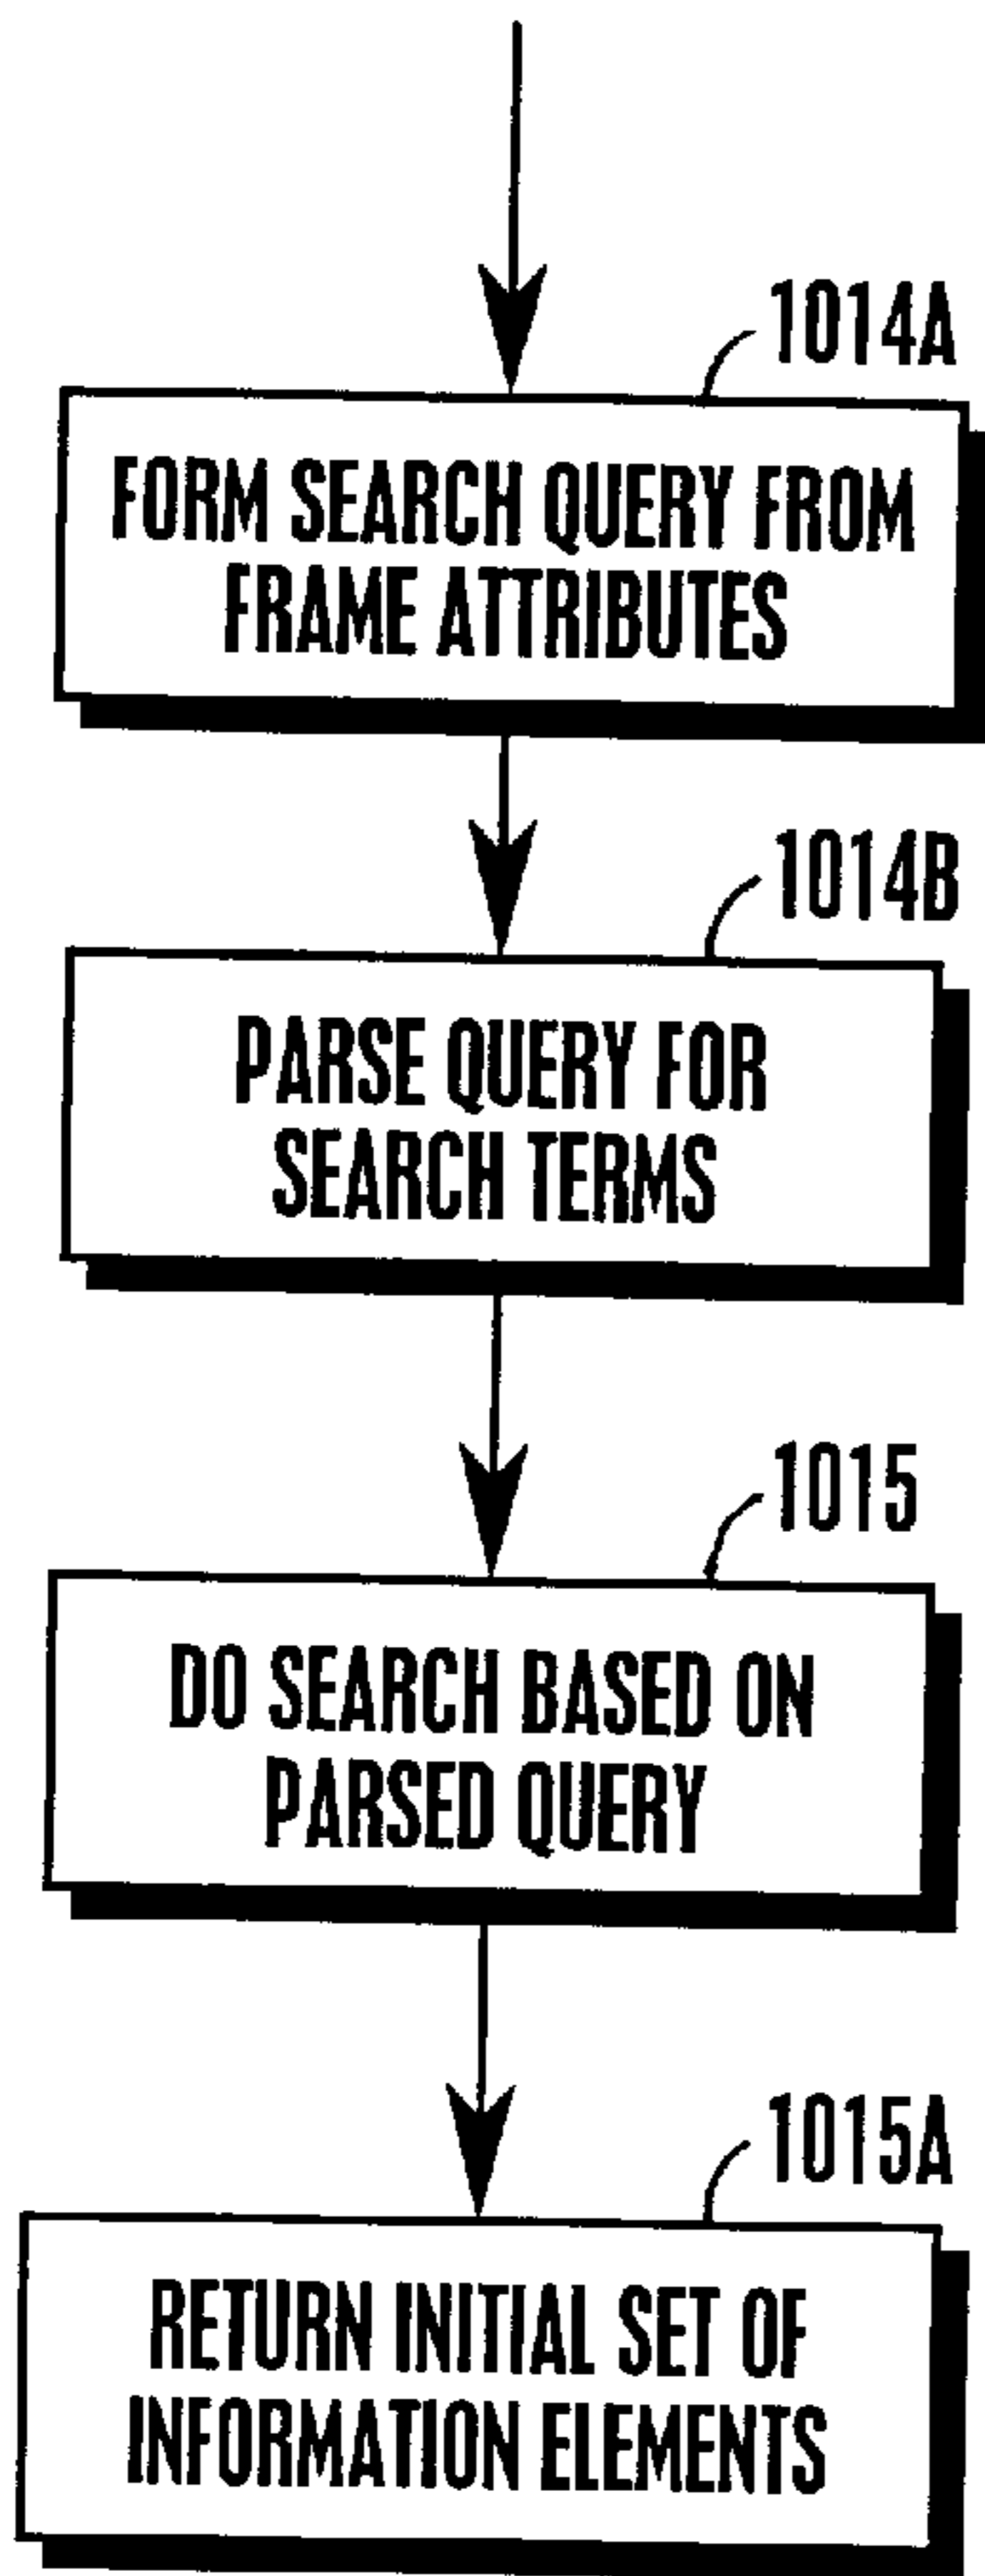 1014A
FORM SEARCH QUERY FROM
FRAME ATTRIBUTES
1014B
PARSE QUERY FOR
SEARCH TERMS
1015
DO SEARCH BASED ON
PARSED QUERY
1015A
RETURN INITIAL SET OF
INFORMATION ELEMENTS